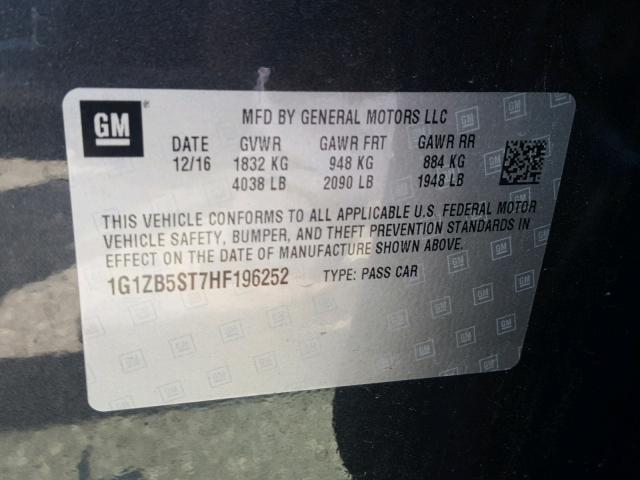 GM
MFD BY GENERAL MOTORS LLC
DATE GVWR GAWR FRT GAWR RR
12/16 1832 KG 948 KG 884 KG
4038 LB 2090 LB 1948 LB
THIS VEHICLE CONFORMS TO ALL APPLICABLE U.S. FEDERAL MOTOR
VEHICLE SAFETY, BUMPER, AND THEFT PREVENTION STANDARDS IN
EFFECT ON THE DATE OF MANUFACTURE SHOWN ABOVE.
1G1ZB5ST7HF196252 TYPE: PASS CAR